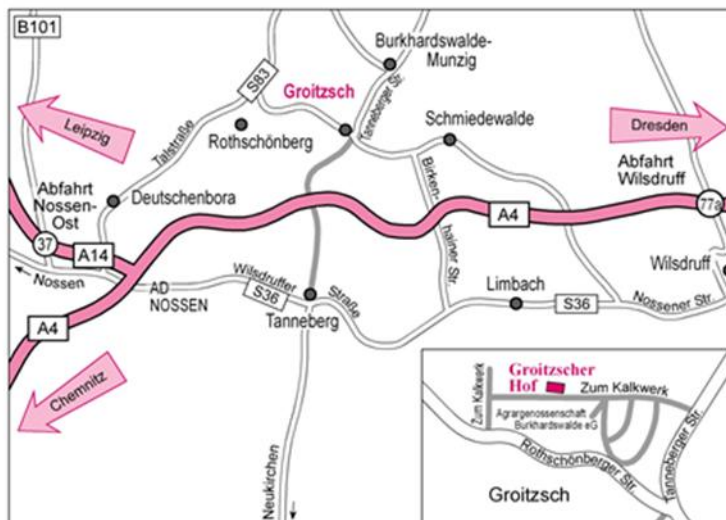 B101
Burkhardswalde-
Munzig
S83
Groitzsch
Tanneberger Str.
Leipzig
Talstraße
Rothschönberg
Schmiedewalde
Dresden
Abfahrt
Wilsdruff
Abfahrt
Nossen-
Ost
Deutschenbora
Birken-
hainer Str.
A4
77a
37
A14
Nossen
AD
NOSSEN
Wilsdruffer
Straße
S36
Tanneberg
Limbach
S36
Wilsdruff
Nossener Str.
A4
Chemnitz
Neukirchen
Groitzscher
Hof
Zum Kalkwerk
Zum Kalkwerk
Agrargenossenschaft
Burkhardswalde eG
Rothschönberger Str.
Tanneberger Str.
Groitzsch